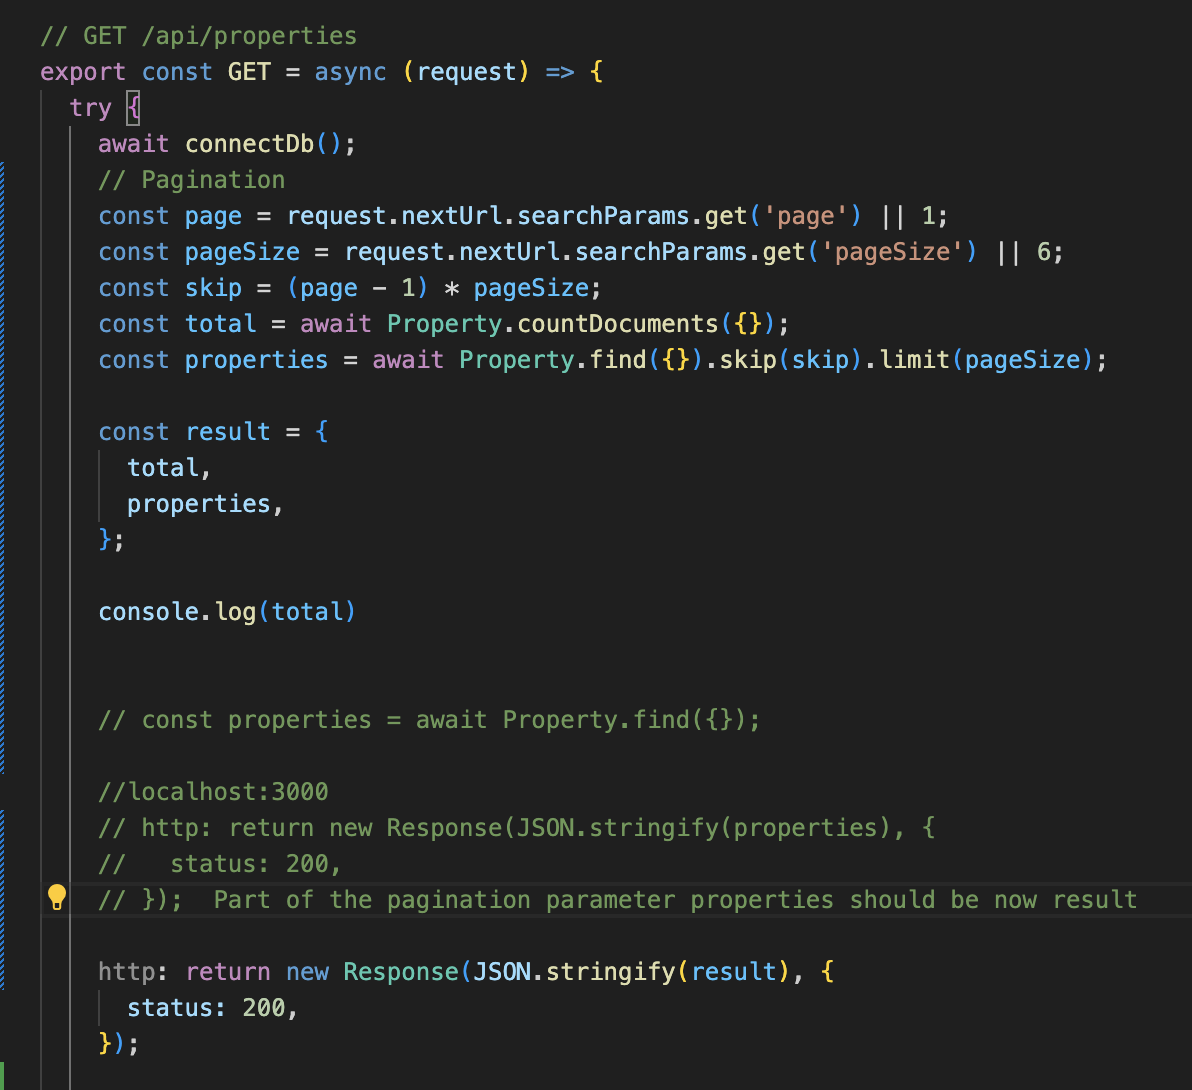 // GET /api/properties
export const GET = async (request) => {
try {
await connectDb();
// Pagination
const page = request.nextUrl.searchParams.get('page') || 1;
const pageSize = request.nextUrl.searchParams.get('pageSize') || 6;
const skip = (page - 1) * pageSize;
const total = await Property.countDocuments({});
const properties = await Property.find({}).skip(skip).limit(pageSize);
const result = {
total,
properties,
};
console.log(total)
// const properties = await Property.find({});
//localhost:3000
// http: return new Response(JSON.stringify(properties), {
//   status: 200,
// });  Part of the pagination parameter properties should be now result
http: return new Response(JSON.stringify(result), {
status: 200,
});